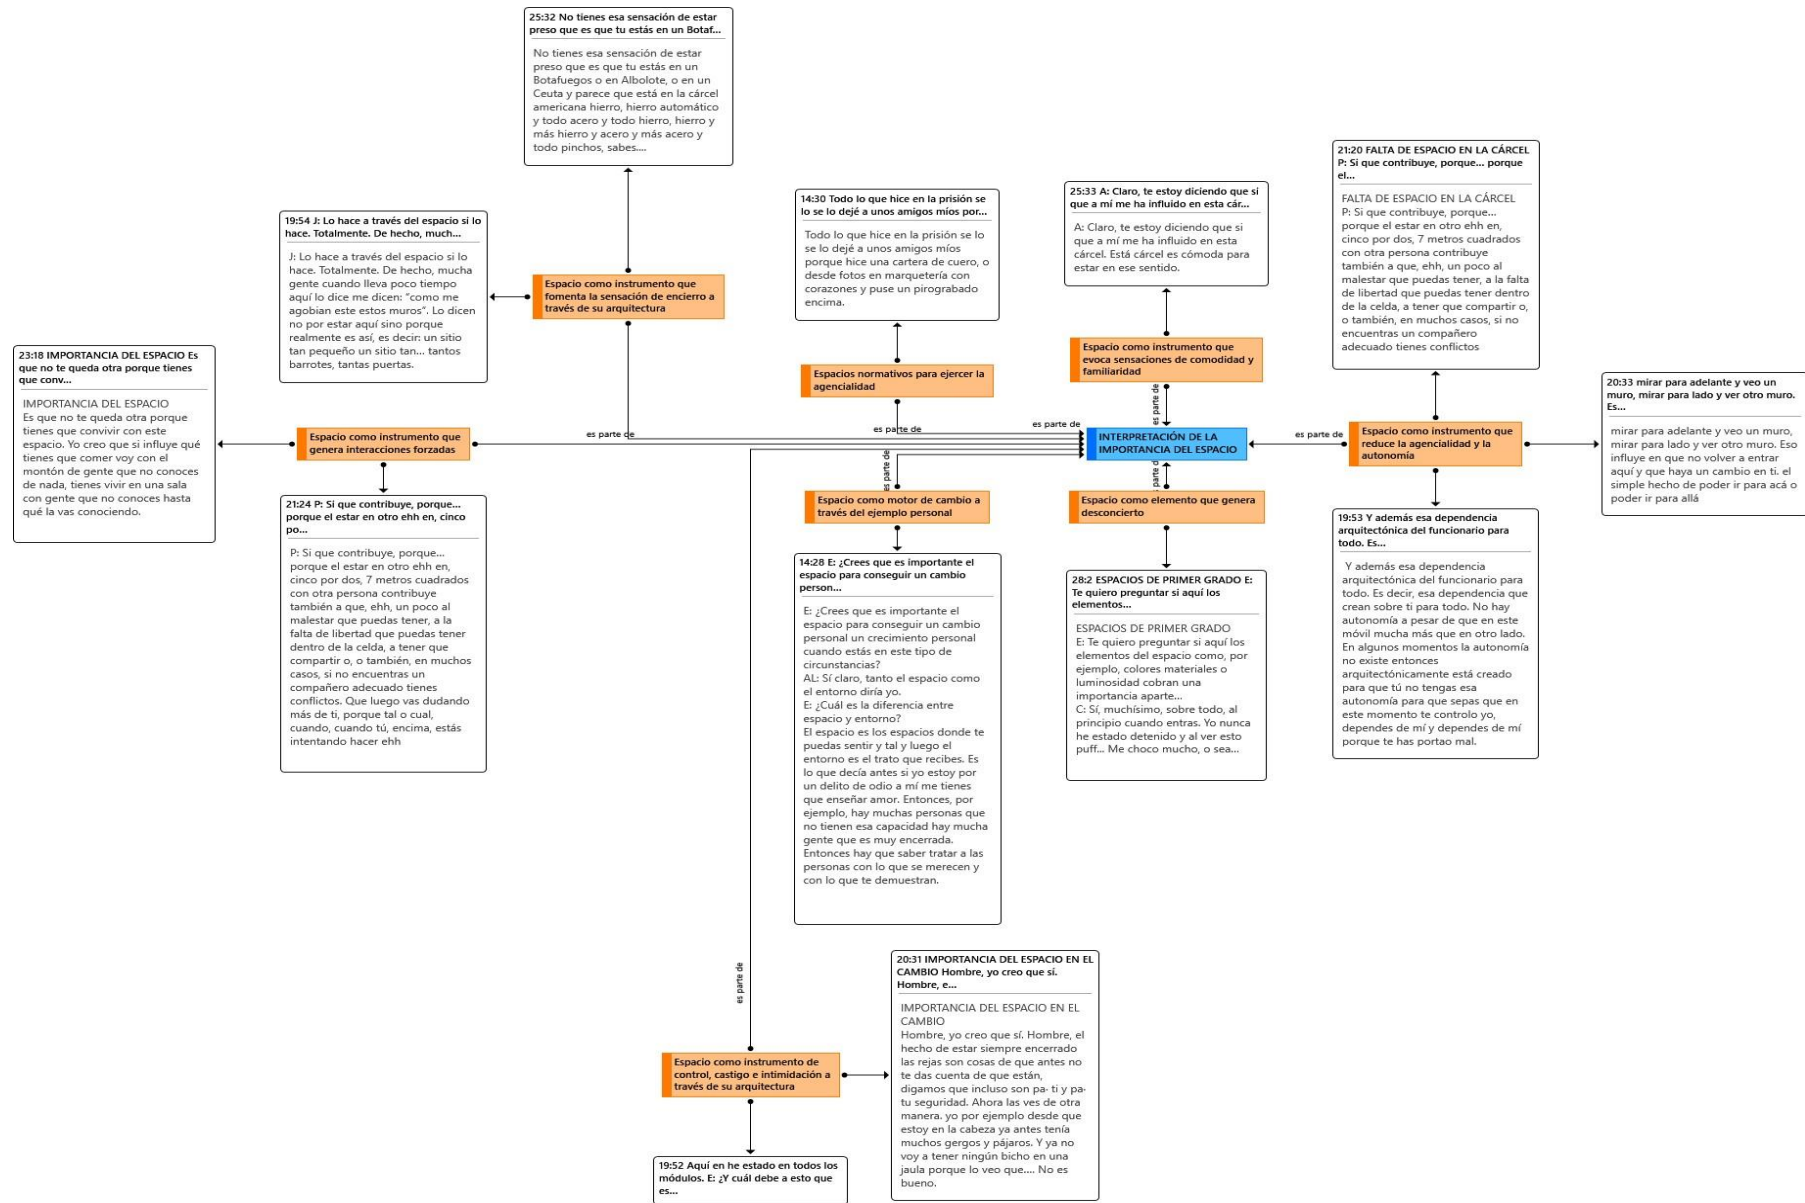 25:32 No tienes esa sensación de estar
preso que es que tu estás en un Botaf...
No tienes esa sensación de estar
preso que es que tu estás en un
Botafuegos o en Albolote, o en un
Ceuta y parece que está en la cárcel
americana hierro, hierro automático
y todo acero y todo hierro, hierro y
más hierro y acero y más acero y
todo pinchos, sabes....
19:54 J: Lo hace a través del espacio si lo
hace. Totalmente. De hecho, much...
J: Lo hace a través del espacio si lo
hace. Totalmente. De hecho, mucha
gente cuando lleva poco tiempo
aquí lo dice me dicen: “como me
agobian este estos muros”. Lo dicen
no por estar aquí sino porque
realmente es así, es decir: un sitio
tan pequeño un sitio tan... tantos
barrotes, tantas puertas.
Espacio como instrumento que
fomenta la sensación de encierro a
través de su arquitectura
14:30 Todo lo que hice en la prisión se
lo se lo dejé a unos amigos míos por...
Todo lo que hice en la prisión se lo
se lo dejé a unos amigos míos
porque hice una cartera de cuero, o
desde fotos en marquetería con
corazones y puse un pirograbado
encima.
Espacios normativos para ejercer la
agencialidad
25:33 A: Claro, te estoy diciendo que si
que a mí me ha influido en esta cár...
A: Claro, te estoy diciendo que si
que a mí me ha influido en esta
cárcel. Está cárcel es cómoda para
estar en ese sentido.
Espacio como instrumento que
evoca sensaciones de comodidad y
familiaridad
21:20 FALTA DE ESPACIO EN LA CÁRCEL
P: Si que contribuye, porque... porque
el...
FALTA DE ESPACIO EN LA CÁRCEL
P: Si que contribuye, porque...
porque el estar en otro ehh en,
cinco por dos, 7 metros cuadrados
con otra persona contribuye
también a que, ehh, un poco al
malestar que puedas tener, a la falta
de libertad que puedas tener dentro
de la celda, a tener que compartir o,
o también, en muchos casos, si no
encuentras un compañero
adecuado tienes conflictos
23:18 IMPORTANCIA DEL ESPACIO Es
que no te queda otra porque tienes
que conv...
IMPORTANCIA DEL ESPACIO
Es que no te queda otra porque
tienes que convivir con este
espacio. Yo creo que si influye qué
tienes que comer voy con el
montón de gente que no conoces
de nada, tienes vivir en una sala
con gente que no conoces hasta
qué la vas conociendo.
Espacio como instrumento que
genera interacciones forzadas
es parte de
es parte de
es parte de
es parte de
INTERPRETACIÓN DE LA
IMPORTANCIA DEL ESPACIO
es parte de
Espacio como instrumento que
reduce la agencialidad y la
autonomía
20:33 mirar para adelante y veo un
muro, mirar para lado y ver otro muro.
Es...
mirar para adelante y veo un muro,
mirar para lado y ver otro muro. Eso
influye en que no volver a entrar
aquí y que haya un cambio en ti. el
simple hecho de poder ir para acá o
poder ir para allá
21:24 P: Si que contribuye, porque...
porque el estar en otro ehh en, cinco
po...
P: Si que contribuye, porque...
porque el estar en otro ehh en,
cinco por dos, 7 metros cuadrados
con otra persona contribuye
también a que, ehh, un poco al
malestar que puedas tener, a la
falta de libertad que puedas tener
dentro de la celda, a tener que
compartir o, o también, en muchos
casos, si no encuentras un
compañero adecuado tienes
conflictos. Que luego vas dudando
más de ti, porque tal o cual,
cuando, cuando tú, encima, estás
intentando hacer ehh
es parte de
Espacio como motor de cambio a
través del ejemplo personal
14:28 E: ¿Crees que es importante el
espacio para conseguir un cambio
person...
E: ¿Crees que es importante el
espacio para conseguir un cambio
personal un crecimiento personal
cuando estás en este tipo de
circunstancias?
AL: Sí claro, tanto el espacio como
el entorno diría yo.
E: ¿Cuál es la diferencia entre
espacio y entorno?
El espacio es los espacios donde te
puedas sentir y tal y luego el
entorno es el trato que recibes. Es
lo que decía antes si yo estoy por
un delito de odio a mí me tienes
que enseñar amor. Entonces, por
ejemplo, hay muchas personas que
no tienen esa capacidad hay mucha
gente que es muy encerrada.
Entonces hay que saber tratar a las
personas con lo que se merecen y
con lo que te demuestran.
es parte d
Espacio como elemento que genera
desconcierto
28:2 ESPACIOS DE PRIMER GRADO E:
Te quiero preguntar si aquí los
elementos...
ESPACIOS DE PRIMER GRADO
E: Te quiero preguntar si aquí los
elementos del espacio como, por
ejemplo, colores materiales o
luminosidad cobran una
importancia aparte...
C: Sí, muchísimo, sobre todo, al
principio cuando entras. Yo nunca
he estado detenido y al ver esto
puff... Me choco mucho, o sea...
19:53 Y además esa dependencia
arquitectónica del funcionario para
todo. Es...
Y además esa dependencia
arquitectónica del funcionario para
todo. Es decir, esa dependencia que
crean sobre ti para todo. No hay
autonomía a pesar de que en este
móvil mucha más que en otro lado.
En algunos momentos la autonomía
no existe entonces
arquitectónicamente está creado
para que tú no tengas esa
autonomía para que sepas que en
este momento te controlo yo,
dependes de mí y dependes de mí
porque te has portao mal.
es parte de
Espacio como instrumento de
control, castigo e intimidación a
través de su arquitectura
20:31 IMPORTANCIA DEL ESPACIO EN EL
CAMBIO Hombre, yo creo que sí.
Hombre, e...
IMPORTANCIA DEL ESPACIO EN EL
CAMBIO
Hombre, yo creo que sí. Hombre, el
hecho de estar siempre encerrado
las rejas son cosas de que antes no
te das cuenta de que están,
digamos que incluso son pa- ti y pa-
tu seguridad. Ahora las ves de otra
manera. yo por ejemplo desde que
estoy en la cabeza ya antes tenía
muchos gergos y pájaros. Y ya no
voy a tener ningún bicho en una
jaula porque lo veo que.... No es
bueno.
19:52 Aquí en he estado en todos los
módulos. E: ¿Y cuál debe a esto que
es...